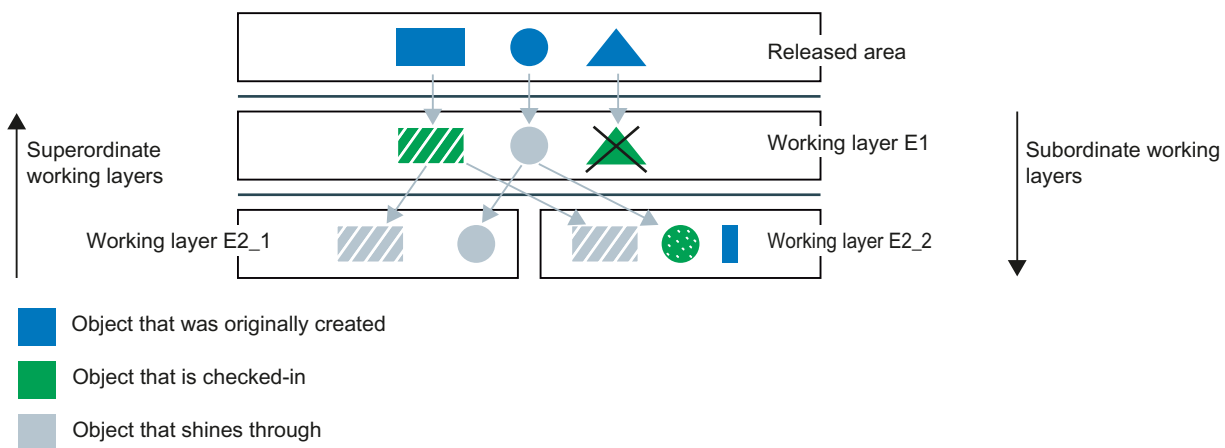 Released area
Superordinate
working layers
Working layer E1
Subordinate working
layers
Working layer E2_1
Working layer E2_2
Object that was originally created
Object that is checked-in
Object that shines through